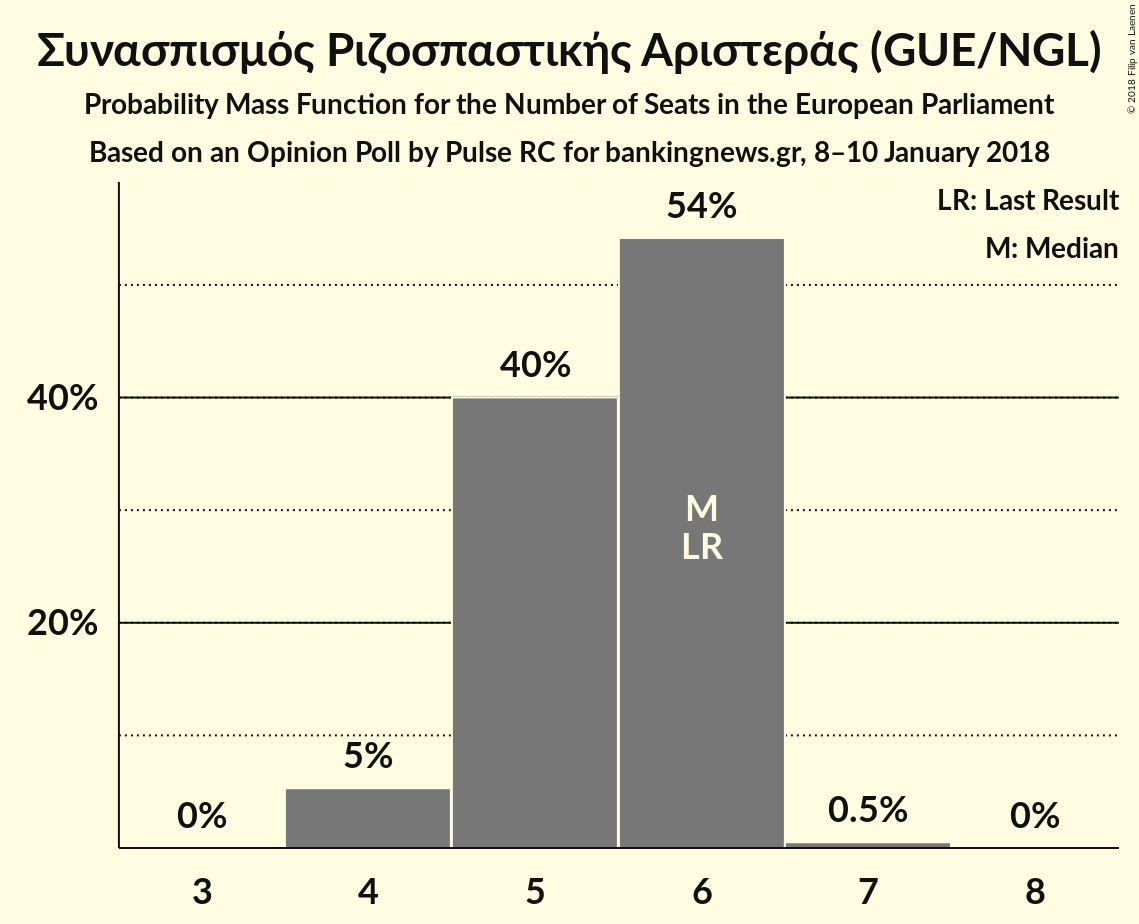 Συνασπισμός Ριζοσπαστικής Αριστεράς (GUE/NGL)
Probability Mass Function for the Number of Seats in the European Parliament
Based on an Opinion Poll by Pulse RC for bankingnews.gr, 8–10 January 2018
© 2018 Filip van Laenen
LR: Last Result
M: Median
54%
40%
40%
M
LR
20%
5%
0%
0.5%
0%
3 4 5 6 7 8